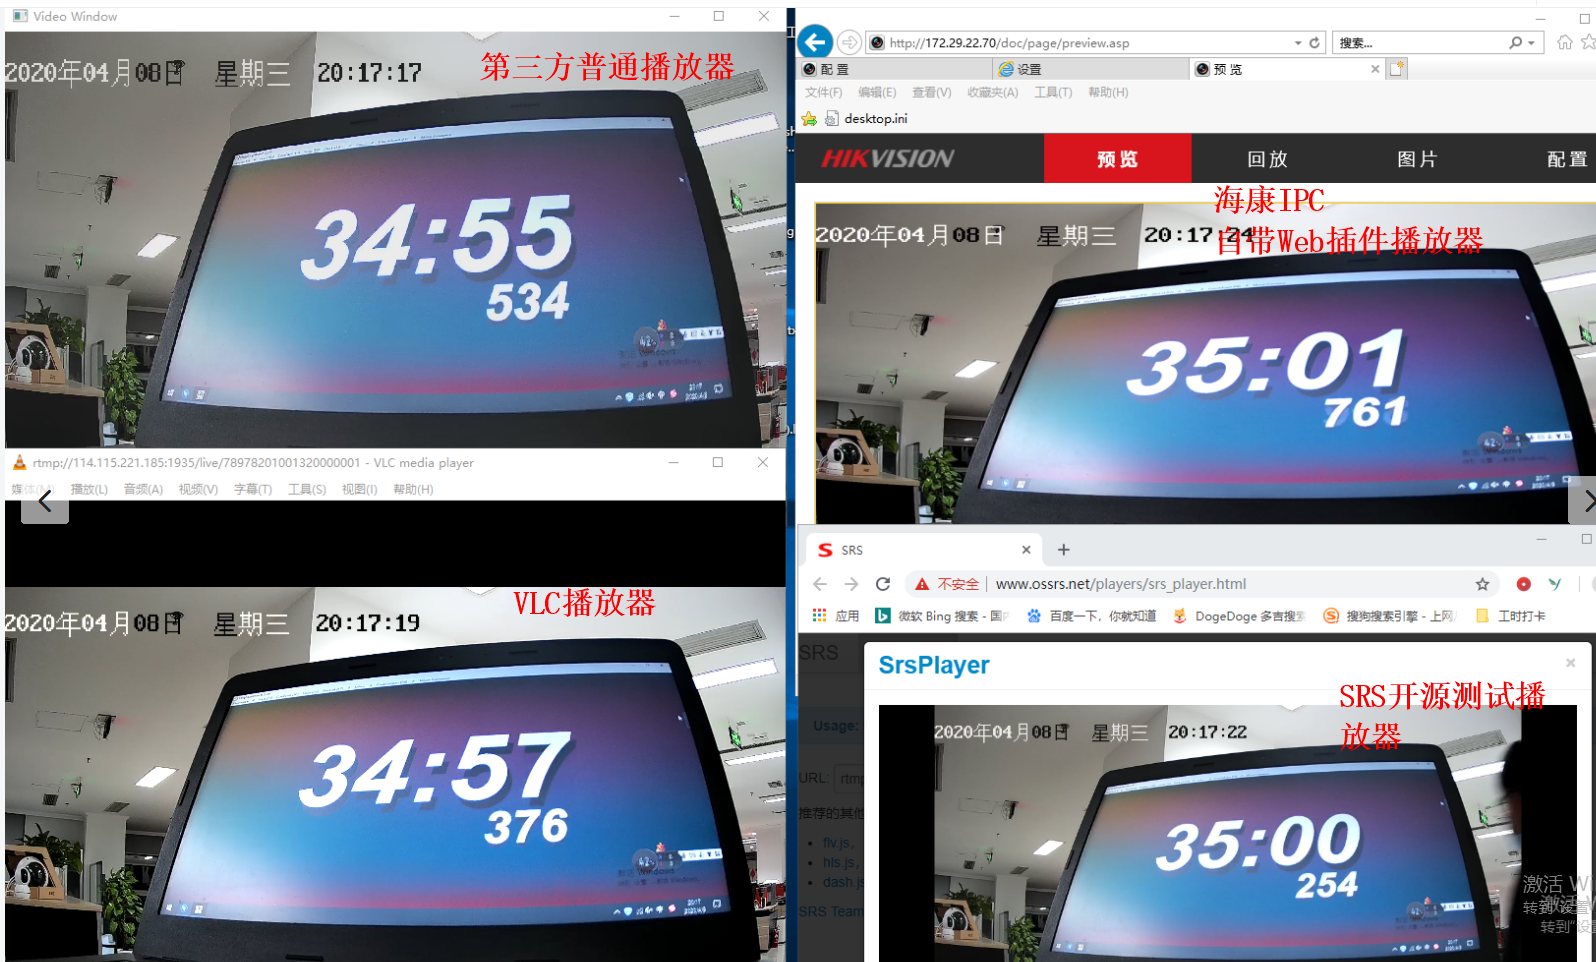 Video Window
第三方普通播放器
2020年04月08日 星期三 20:17:17
34:55
534
rtmp://114.115.221.185:1935/live/78978201001320000001 - VLC media player
媒体(M) 播放(L) 音频(A) 视频(V) 字幕(T) 工具(S) 视图(I) 帮助(H)
VLC播放器
2020年04月08日 星期三 20:17:19
34:57
376
http://172.29.22.70/doc/page/preview.asp
搜索...
配置 设置 预览
文件(F) 编辑(E) 查看(V) 收藏夹(A) 工具(T) 帮助(H)
desktop.ini
HIKVISION 预览 回放 图片 配置
海康IPC
自带Web插件播放器
2020年04月08日 星期三 20:17:24
35:01
761
SRS
不安全 www.ossrs.net/players/srs_player.html
应用 微软 Bing 搜索 - 国 百度一下，你就知道 DogeDoge 多吉搜索 搜狗搜索引擎 - 上网 工时打卡
SRS
SrsPlayer
SRS开源测试播
放器
Usage:
2020年04月08日 星期三 20:17:22
URL: rtmp
推荐的其他
flv.js,
hls.js,
dash.js
SRS Team
35:00
254
激活 W
转到"设